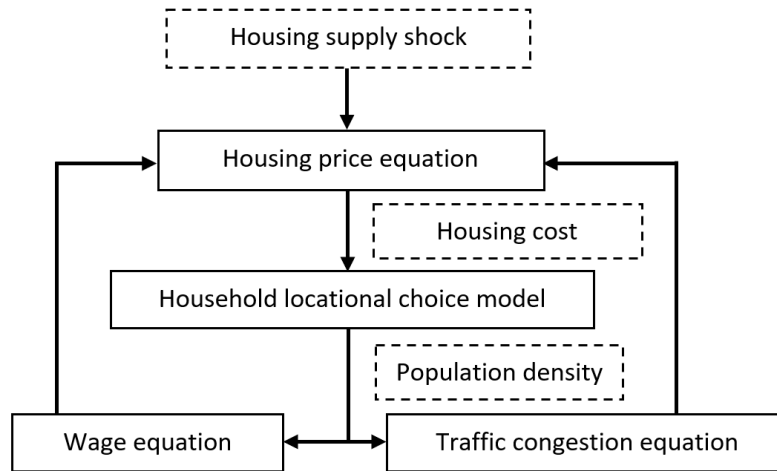 Housing supply shock
Housing price equation
Housing cost
Household locational choice model
Population density
Wage equation
Traffic congestion equation